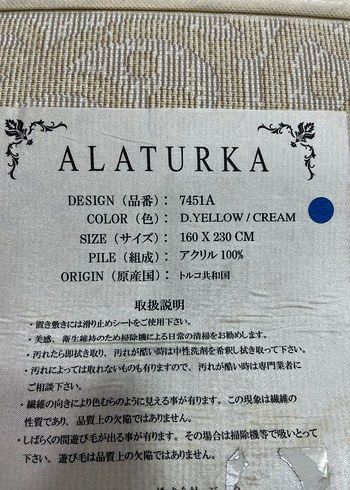 ALATURKA
DESIGN（品番）： 7451A
COLOR（色）： D.YELLOW / CREAM
SIZE（サイズ）： 160 X 230 CM
PILE（組成）： アクリル 100%
ORIGIN（原産国）： トルコ共和国
取扱説明
・置き敷きには滑り止めシートをご使用下さい。
・美感、衛生維持のため掃除機による日常の清掃をお勧めします。
・汚れたら即拭き取り、汚れが酷い時は中性洗剤を希釈し拭き取って下さい。
・汚れによっては取れないものも有りますので、汚れが酷い時は専門業者に
ご相談下さい。
・繊維の向きにより色むらのように見える事が有ります。この現象は繊維の
性質であり、品質上の欠陥ではありません。
・しばらくの間遊び毛が出る事が有ります。その場合は掃除機等で吸いとって
下さい。遊び毛は品質上の欠陥ではありません。